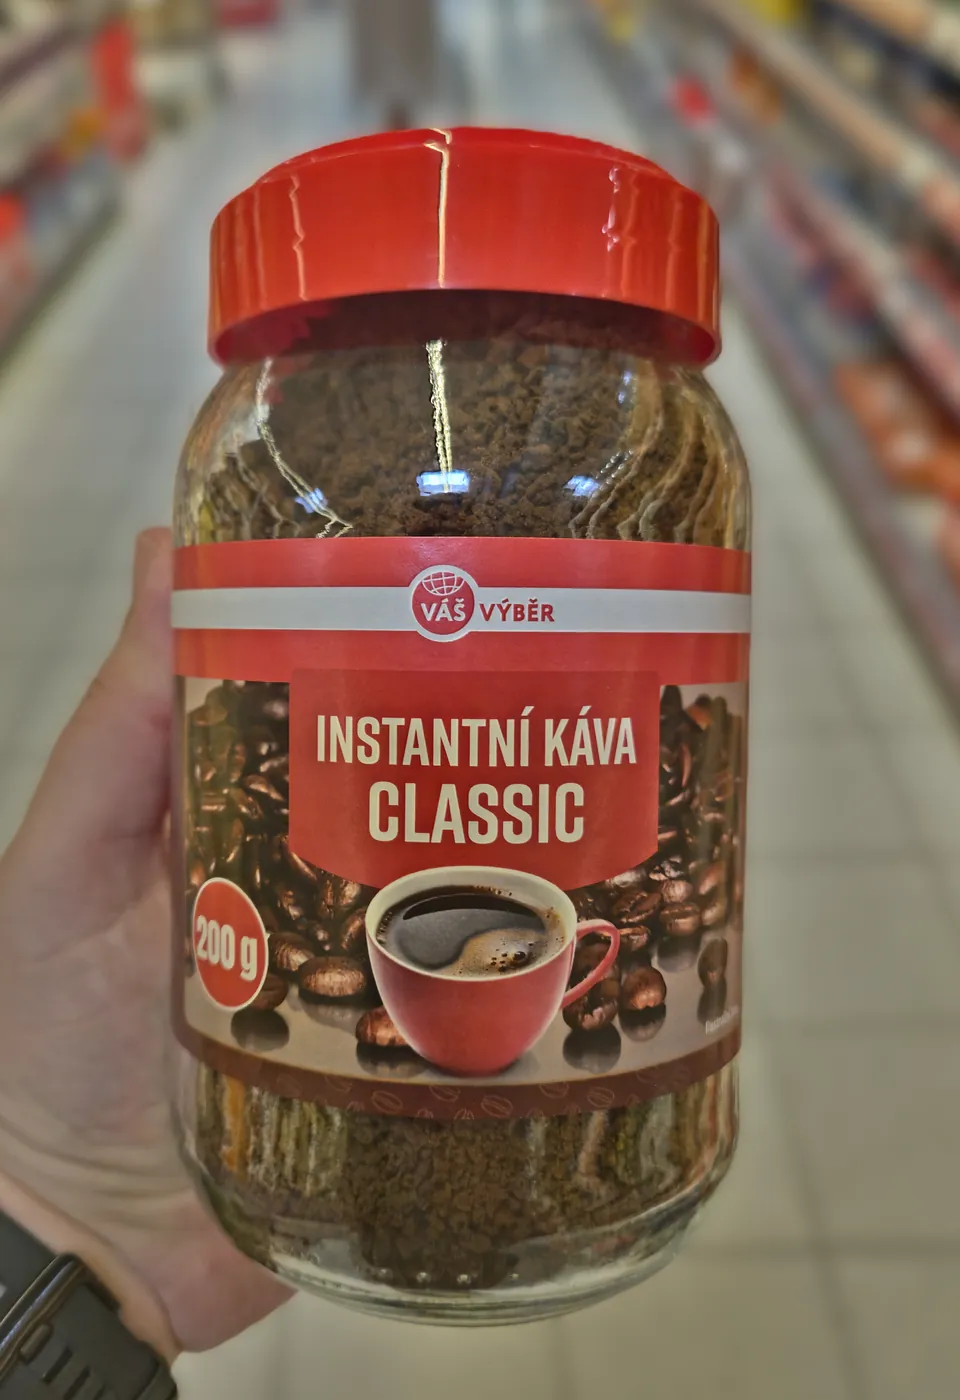 VÁŠ VÝBĚR
INSTANTNÍ KÁVA
CLASSIC
200 g